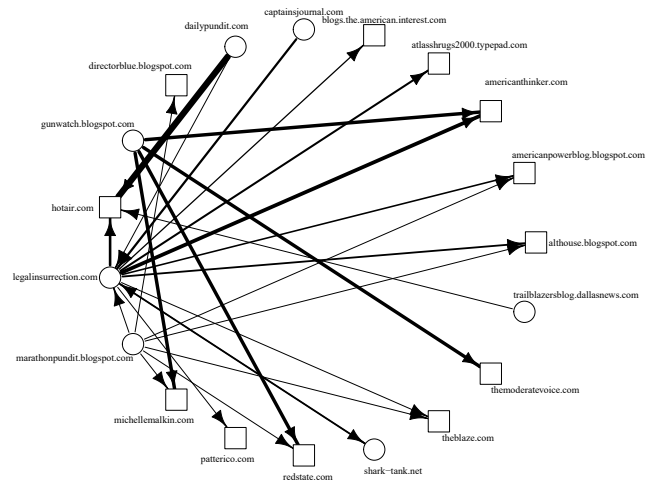 captainsjournal.com
blogs.the.american.interest.com
dailypundit.com
atlasshrugs2000.typepad.com
directorblue.blogspot.com
americanthinker.com
gunwatch.blogspot.com
americanpowerblog.blogspot.com
hotair.com
althouse.blogspot.com
legalinsurrection.com
trailblazersblog.dallasnews.com
marathonpundit.blogspot.com
themoderatevoice.com
michellemalkin.com
theblaze.com
patterico.com
shark−tank.net
redstate.com